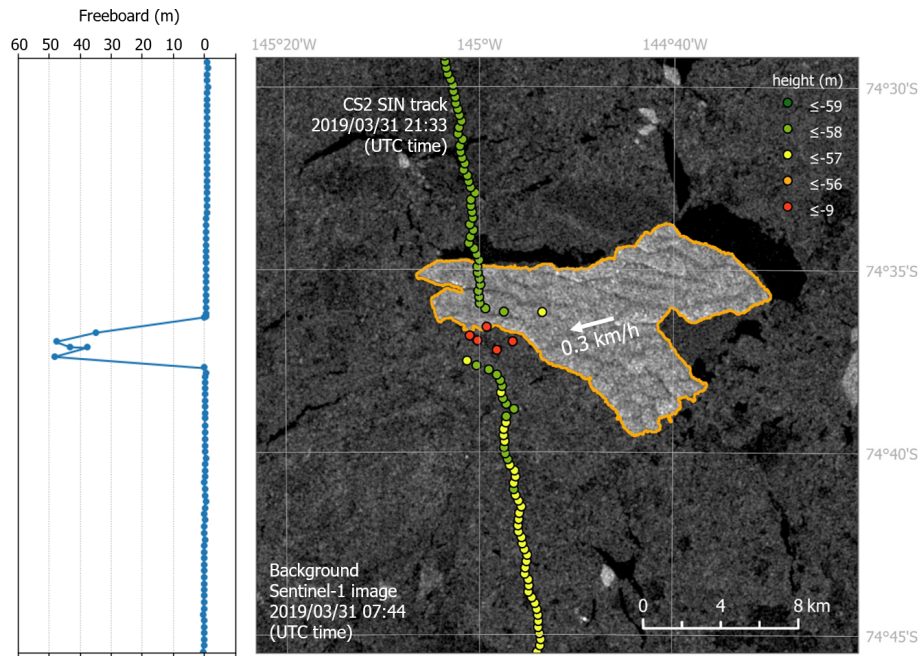 Freeboard (m)
60 50 40 30 20 10 0
145°20'W 145°W 144°40'W
CS2 SIN track
2019/03/31 21:33
(UTC time)
height (m)
≤-59
≤-58
≤-57
≤-56
≤-9
74°30'S
74°35'S
0.3 km/h
74°40'S
Background
Sentinel-1 image
2019/03/31 07:44
(UTC time)
0 4 8 km
74°45'S